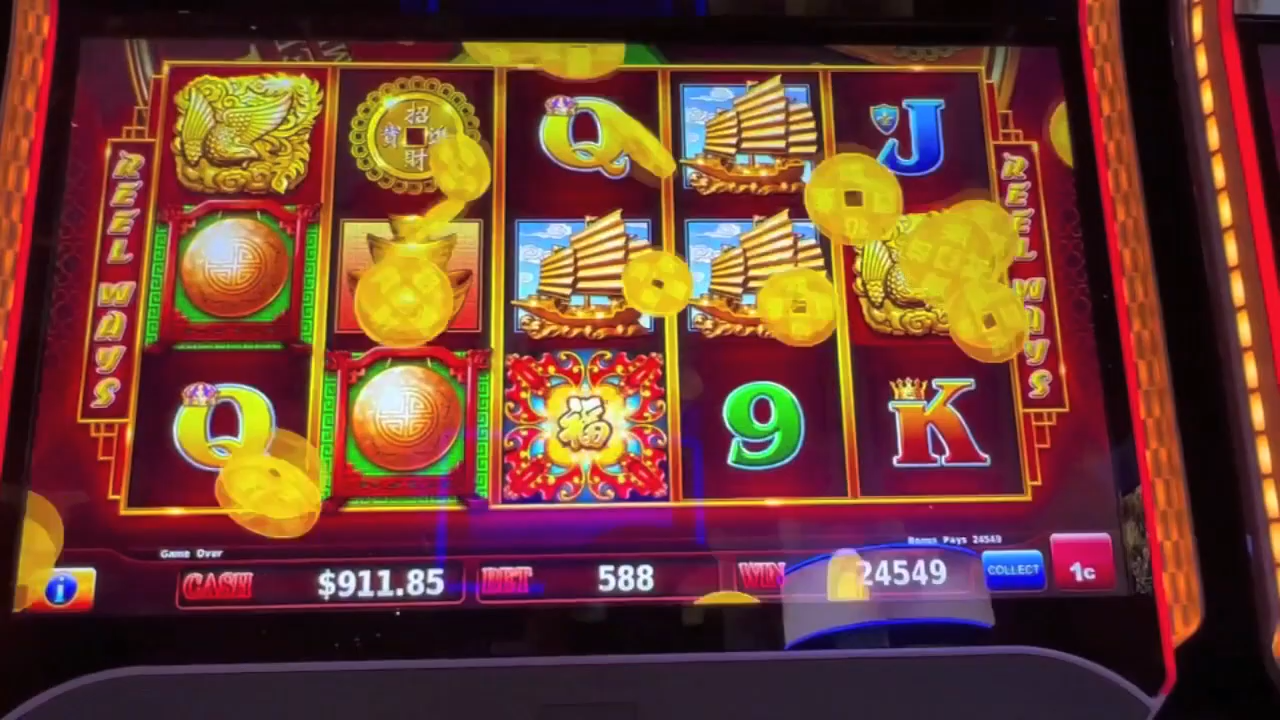 招
寶
財
Q
J
REEL WAYS
REEL WAYS
Q
福
9
K
Game Over
Bonus Pays 24549
CASH $911.85
BET 588
WIN 24549
COLLECT
1c
i